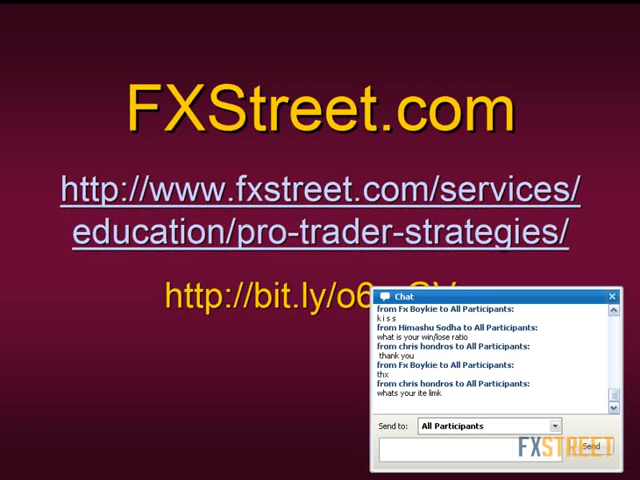 FXStreet.com
http://www.fxstreet.com/services/
education/pro-trader-strategies/
Chat
from Fx Boykie to All Participants:
k i s s
from Himashu Sodha to All Participants:
what is your win/lose ratio
from chris hondros to All Participants:
thank you
from Fx Boykie to All Participants:
thx
from chris hondros to All Participants:
whats your ite limk
Send to: All Participants
Send
FXSTREET